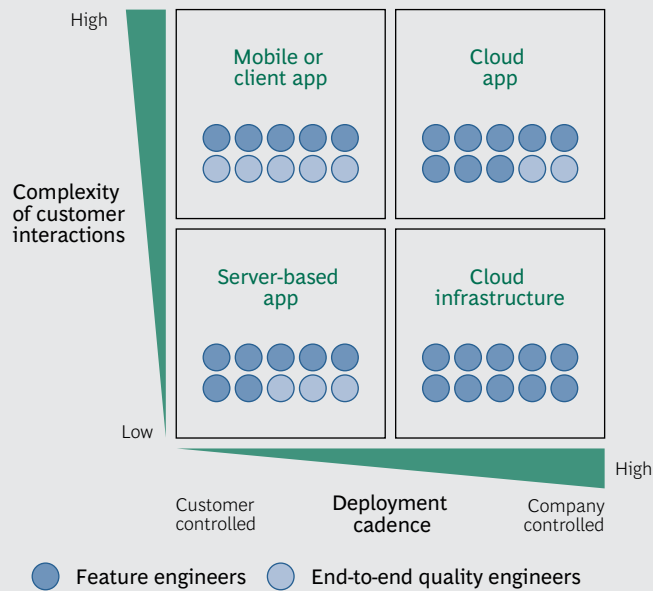 High
Mobile or
client app
Cloud
app
Complexity
of customer
interactions
Server-based
app
Cloud
infrastructure
Low
High
Customer
controlled
Deployment
cadence
Company
controlled
Feature engineers
End-to-end quality engineers